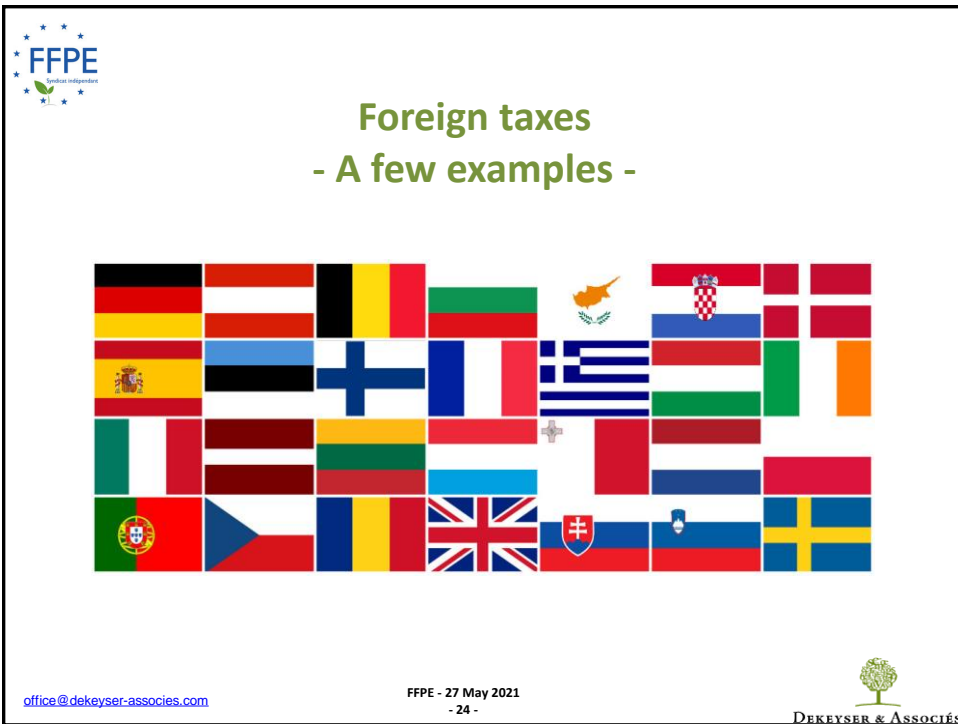 FFPE
Syndicat indépendant
Foreign taxes
- A few examples -
office@dekeyser-associes.com
FFPE - 27 May 2021
- 24 -
DEKEYSER & ASSOCIÉS